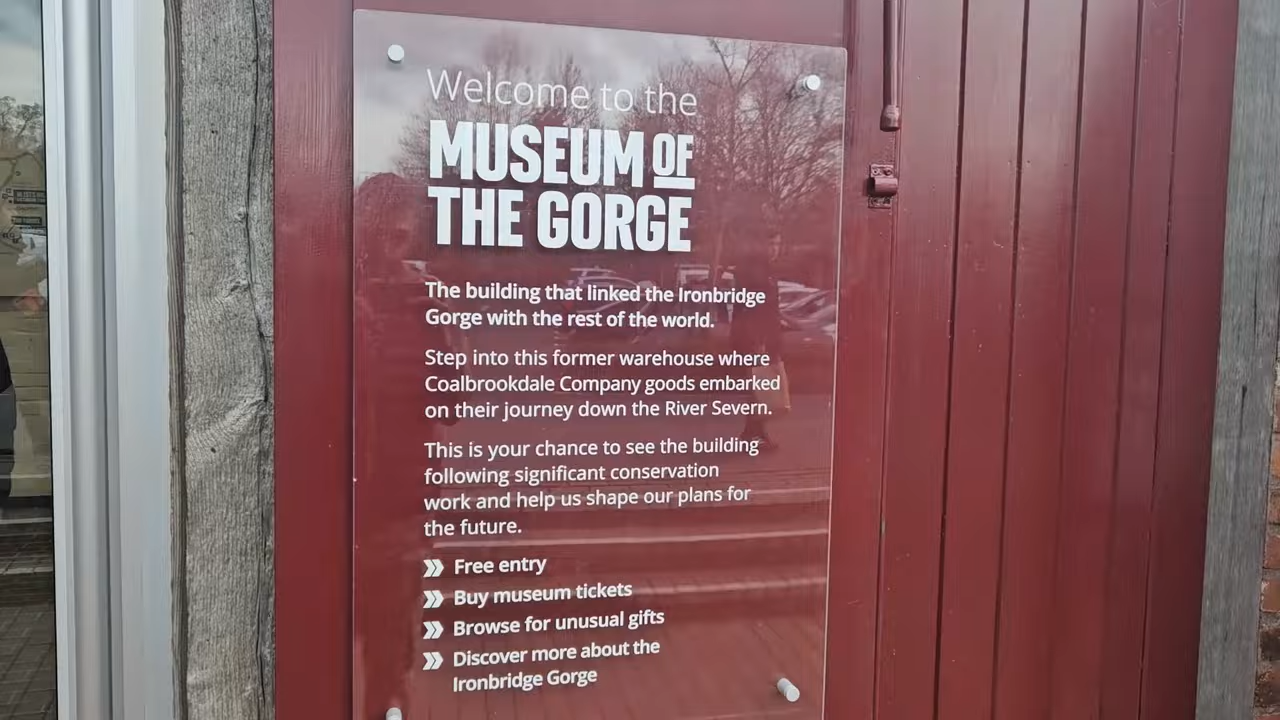 Welcome to the
MUSEUM OF
THE GORGE
The building that linked the Ironbridge
Gorge with the rest of the world.
Step into this former warehouse where
Coalbrookdale Company goods embarked
on their journey down the River Severn.
This is your chance to see the building
following significant conservation
work and help us shape our plans for
the future.
Free entry
Buy museum tickets
Browse for unusual gifts
Discover more about the
Ironbridge Gorge